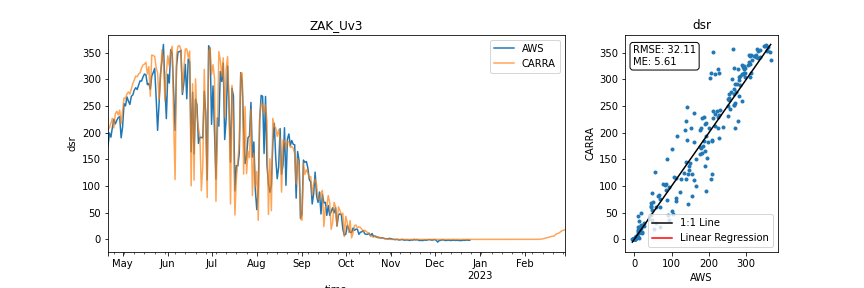 ZAK_Uv3
dsr
350
300
250
200
150
100
50
0
May Jun Jul Aug Sep Oct Nov Dec Jan Feb
2023
time
AWS
CARRA
dsr
CARRA
350
300
250
200
150
100
50
0
RMSE: 32.11
ME: 5.61
1:1 Line
Linear Regression
0 100 200 300
AWS